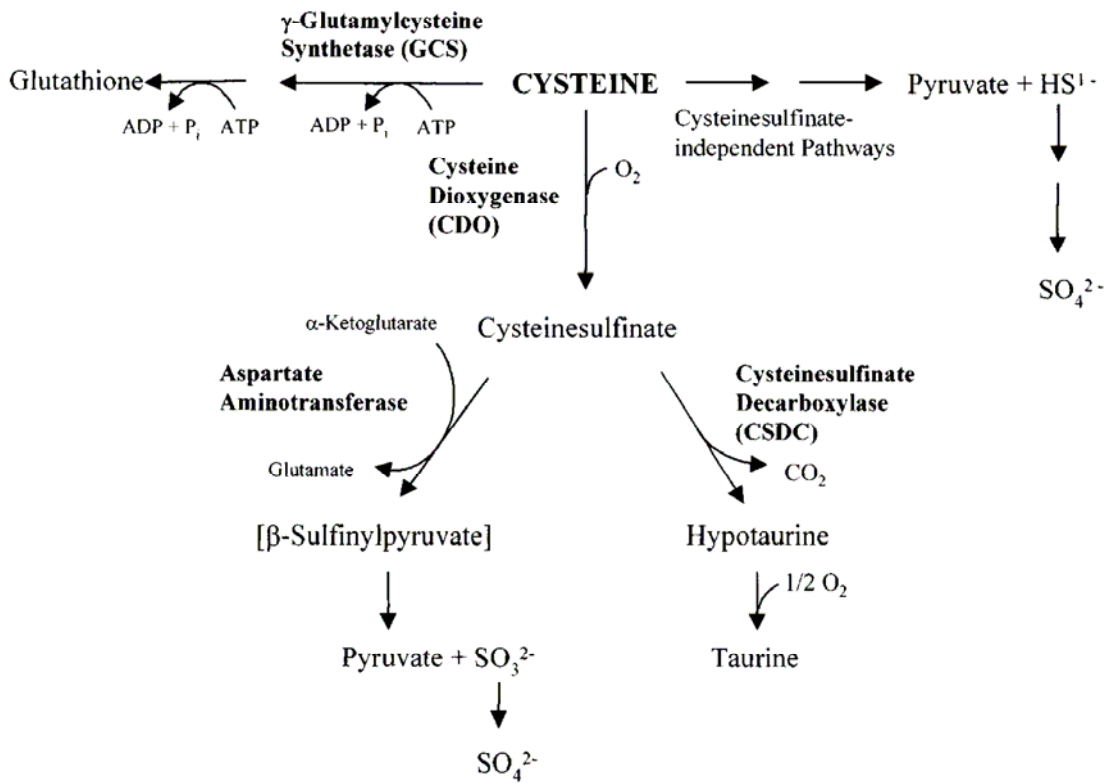 γ-Glutamylcysteine
Synthetase (GCS)
Glutathione
CYSTEINE
Pyruvate + HS¹⁻
ADP + Pᵢ
ATP
ADP + Pᵢ
ATP
Cysteinesulfinate-
independent Pathways
Cysteine
Dioxygenase
(CDO)
O₂
SO₄²⁻
α-Ketoglutarate
Cysteinesulfinate
Aspartate
Aminotransferase
Cysteinesulfinate
Decarboxylase
(CSDC)
Glutamate
CO₂
[β-Sulfinylpyruvate]
Hypotaurine
1/2 O₂
Pyruvate + SO₃²⁻
Taurine
SO₄²⁻